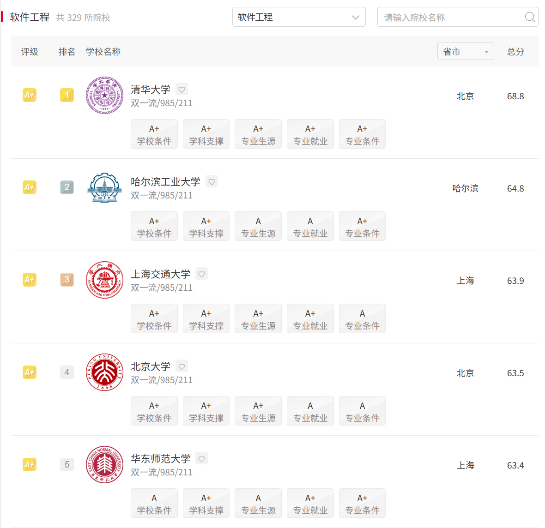 软件工程 共 329 所院校
软件工程
请输入院校名称
评级 排名 学校名称 省市 总分
A+ 1 清华大学 北京 68.8
双一流/985/211
A+ A+ A+ A+ A+
学校条件 学科支撑 专业生源 专业就业 专业条件
A+ 2 哈尔滨工业大学 哈尔滨 64.8
双一流/985/211
A+ A+ A A A+
学校条件 学科支撑 专业生源 专业就业 专业条件
A+ 3 上海交通大学 上海 63.9
双一流/985/211
A+ A+ A+ A+ A
学校条件 学科支撑 专业生源 专业就业 专业条件
A+ 4 北京大学 北京 63.5
双一流/985/211
A+ A+ A+ A A
学校条件 学科支撑 专业生源 专业就业 专业条件
A+ 5 华东师范大学 上海 63.4
双一流/985/211
A A+ A A+ A+
学校条件 学科支撑 专业生源 专业就业 专业条件